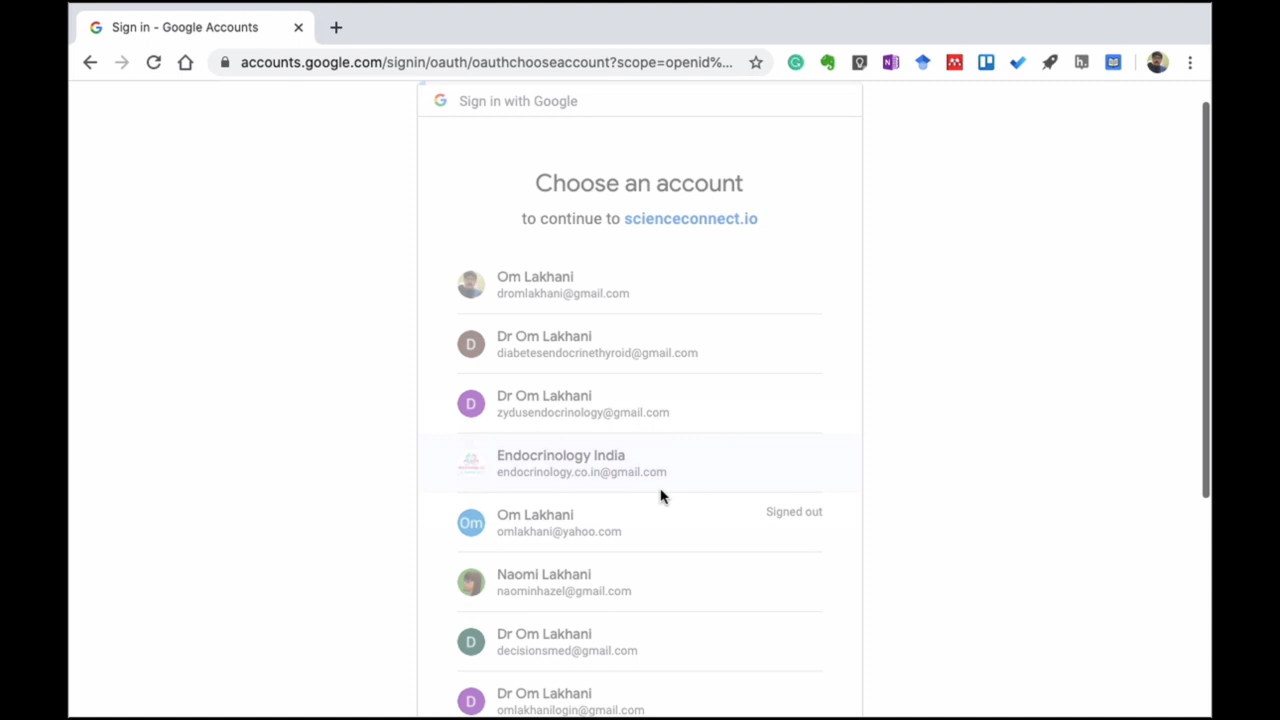 Sign in - Google Accounts
accounts.google.com/signin/oauth/oauthchooseaccount?scope=openid%...
Sign in with Google
Choose an account
to continue to scienceconnect.io
Om Lakhani
dromlakhani@gmail.com
Dr Om Lakhani
diabetesendocrinethyroid@gmail.com
D
Dr Om Lakhani
zydusendocrinology@gmail.com
D
Endocrinology India
endocrinology.co.in@gmail.com
Om Lakhani
omlakhani@yahoo.com
Om
Signed out
Naomi Lakhani
naominhazel@gmail.com
Dr Om Lakhani
decisionsmed@gmail.com
D
Dr Om Lakhani
omlakhanilogin@gmail.com
D